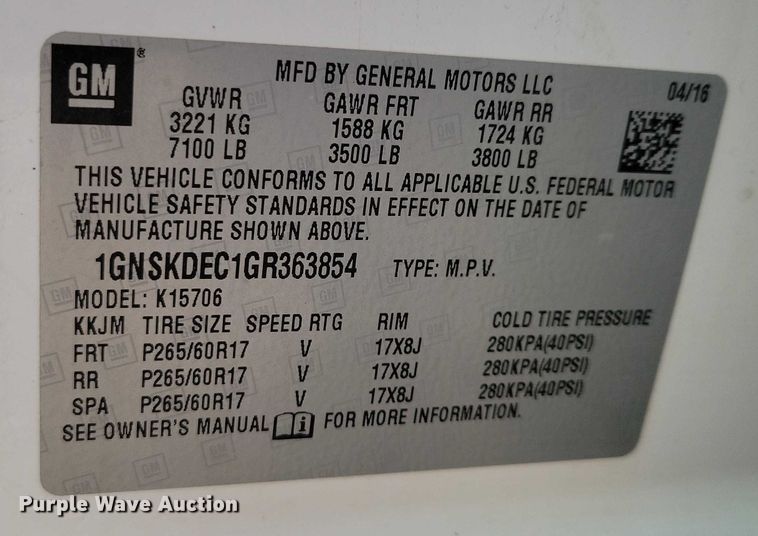 GM ®
MFD BY GENERAL MOTORS LLC
04/16
GVWR GAWR FRT GAWR RR
3221 KG 1588 KG 1724 KG
7100 LB 3500 LB 3800 LB
THIS VEHICLE CONFORMS TO ALL APPLICABLE U.S. FEDERAL MOTOR
VEHICLE SAFETY STANDARDS IN EFFECT ON THE DATE OF
MANUFACTURE SHOWN ABOVE.
1GNSKDEC1GR363854 TYPE: M.P.V.
MODEL: K15706
KKJM TIRE SIZE SPEED RTG RIM COLD TIRE PRESSURE
FRT P265/60R17 V 17X8J 280KPA(40PSI)
RR P265/60R17 V 17X8J 280KPA(40PSI)
SPA P265/60R17 V 17X8J 280KPA(40PSI)
SEE OWNER'S MANUAL i FOR MORE INFORMATION.
Purple Wave Auction